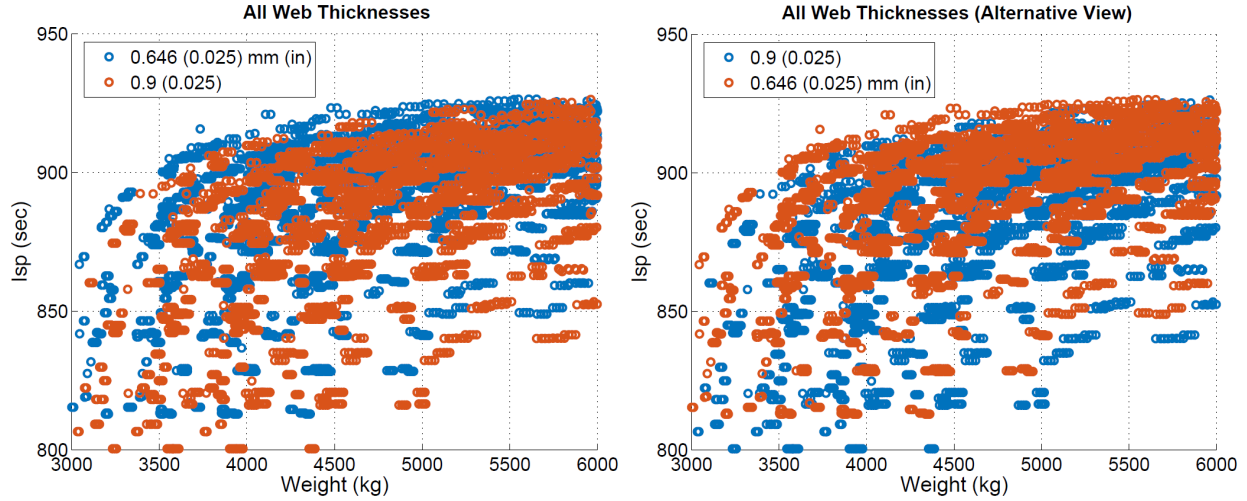 All Web Thicknesses
950
900
850
800
Isp (sec)
0.646 (0.025) mm (in)
0.9 (0.025)
3000 3500 4000 4500 5000 5500 6000
Weight (kg)
All Web Thicknesses (Alternative View)
950
900
850
800
Isp (sec)
0.9 (0.025)
0.646 (0.025) mm (in)
3000 3500 4000 4500 5000 5500 6000
Weight (kg)